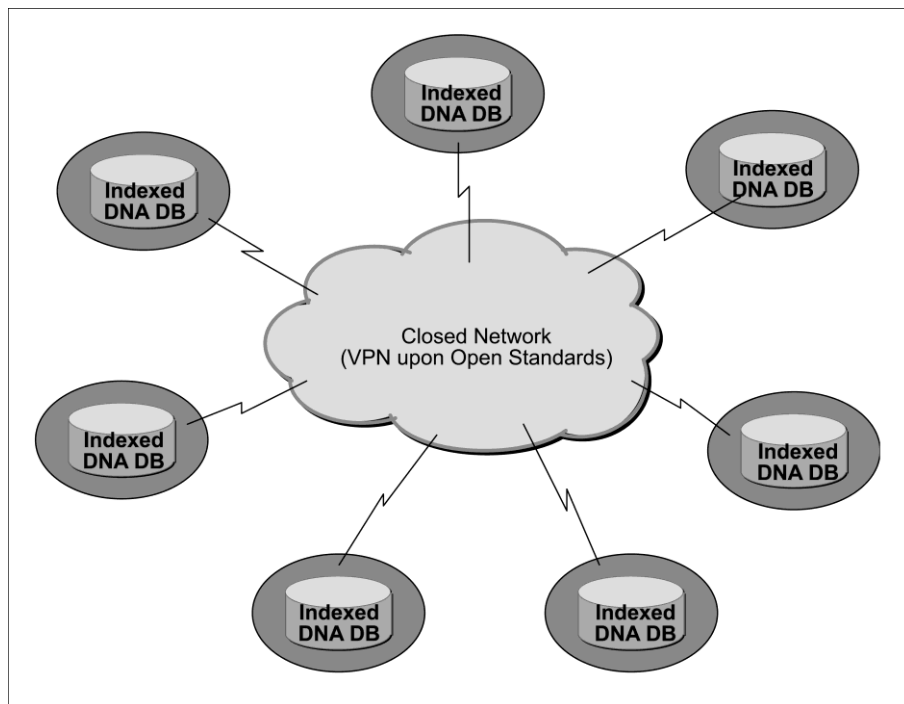 Indexed
DNA DB
Indexed
DNA DB
Indexed
DNA DB
Closed Network
(VPN upon Open Standards)
Indexed
DNA DB
Indexed
DNA DB
Indexed
DNA DB
Indexed
DNA DB